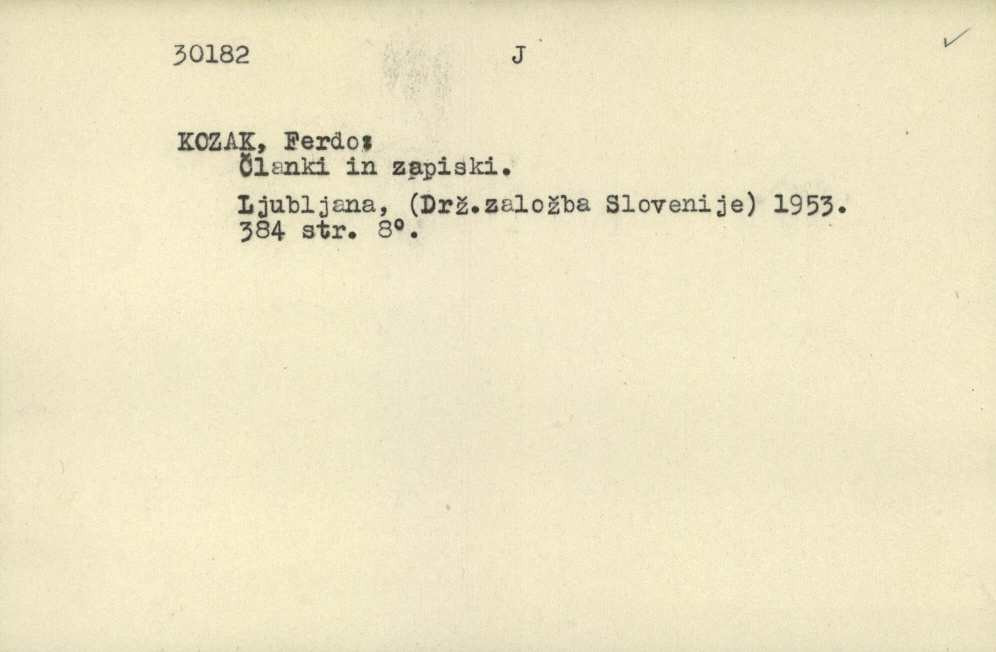 30182 J
KOZAK, Ferdo:
Članki in zapiski.
Ljubljana, (Drž.založba Slovenije) 1953.
384 str. 8°.